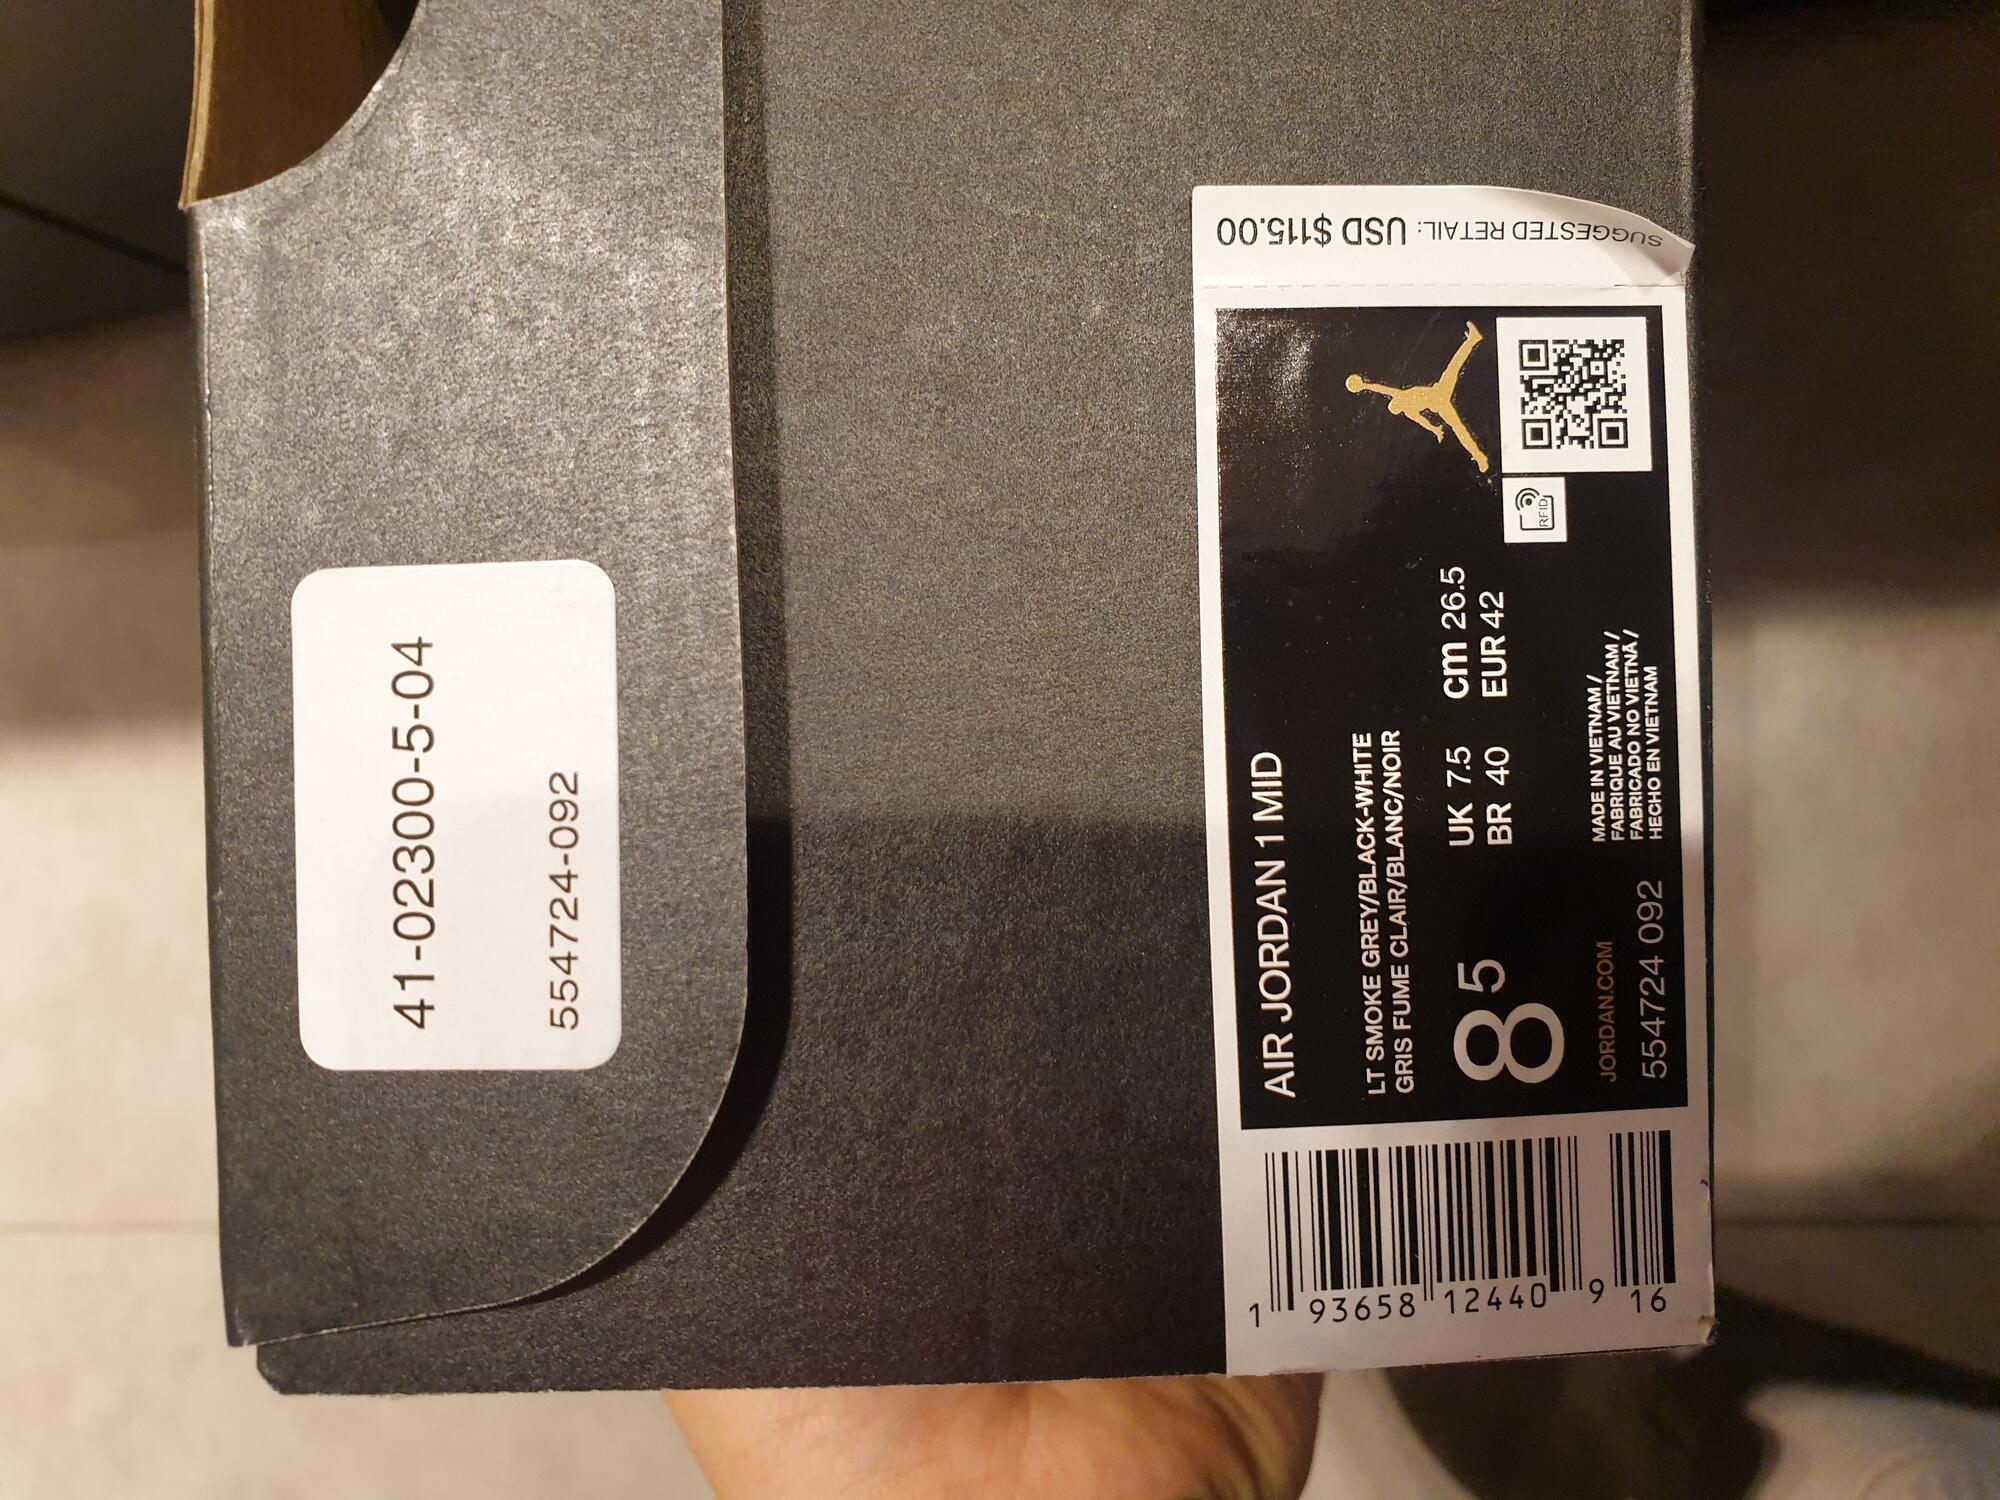 41-02300-5-04
554724-092
SUGGESTED RETAIL: USD $115.00
AIR JORDAN 1 MID
LT SMOKE GREY/BLACK-WHITE
GRIS FUME CLAIR/BLANC/NOIR
8 5
UK 7.5 cm 26.5
BR 40 EUR 42
RFID
JORDAN.COM
554724 092
MADE IN VIETNAM /
FABRIQUE AU VIETNAM /
FABRICADO NO VIETNÃ /
HECHO EN VIETNAM
1 93658 12440 9 16